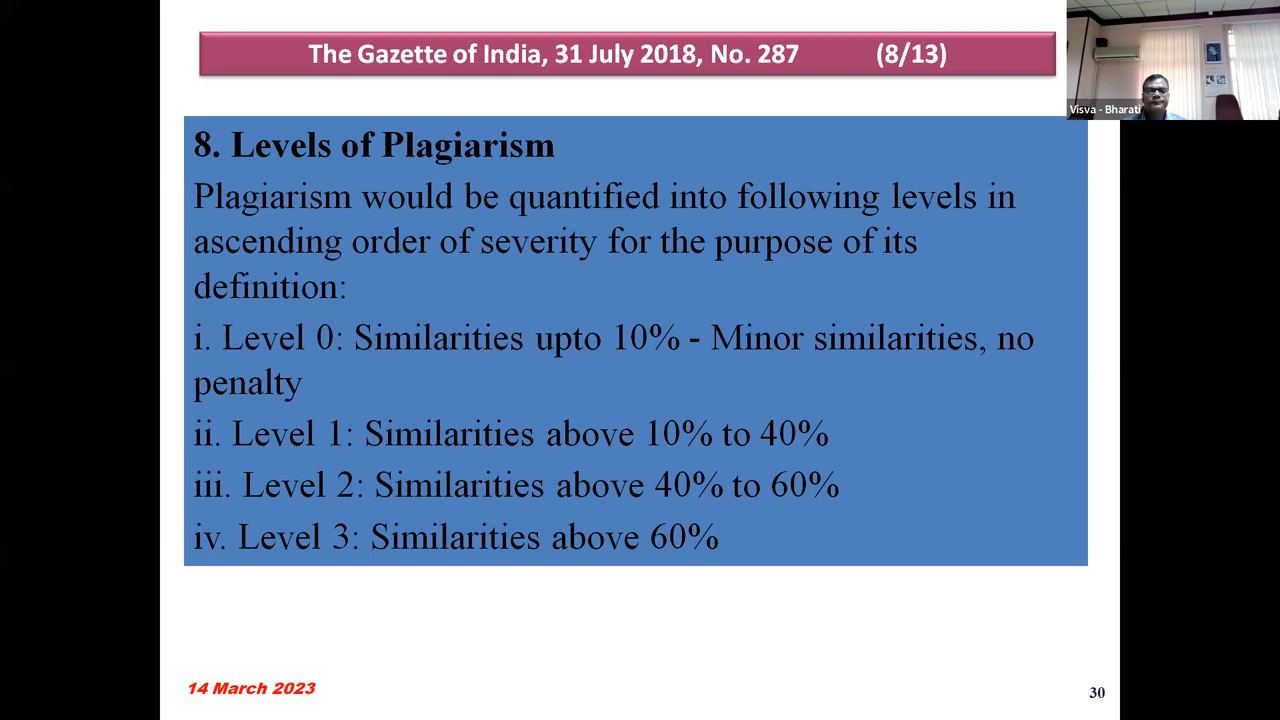 The Gazette of India, 31 July 2018, No. 287 (8/13)
Visva - Bharati
8. Levels of Plagiarism
Plagiarism would be quantified into following levels in
ascending order of severity for the purpose of its
definition:
i. Level 0: Similarities upto 10% - Minor similarities, no
penalty
ii. Level 1: Similarities above 10% to 40%
iii. Level 2: Similarities above 40% to 60%
iv. Level 3: Similarities above 60%
14 March 2023
30